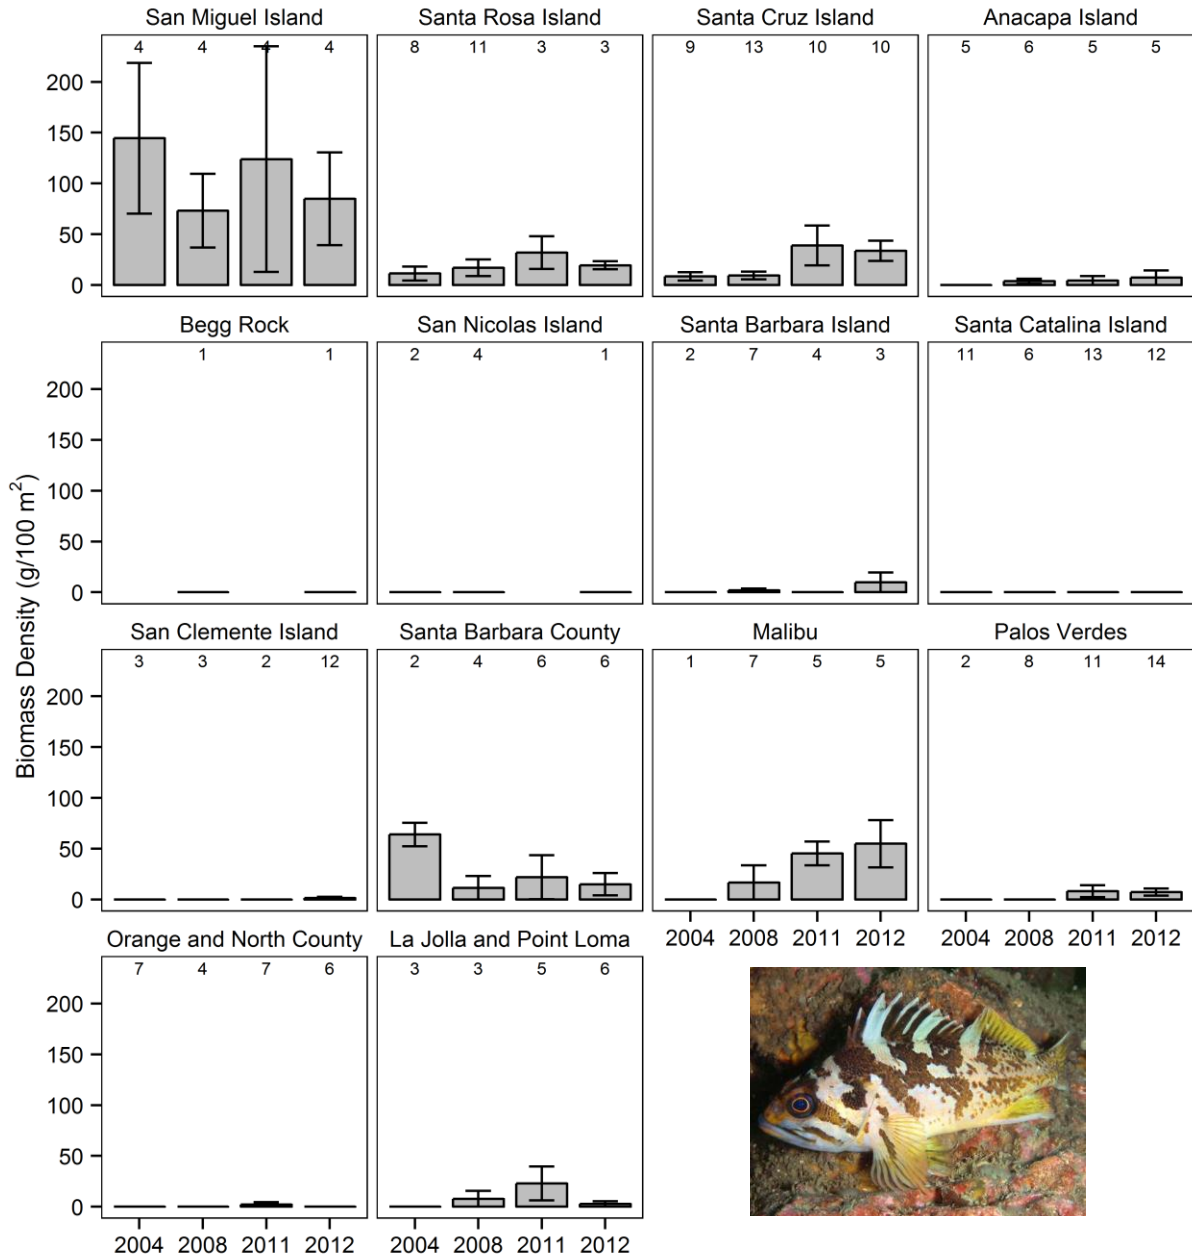 San Miguel Island Santa Rosa Island Santa Cruz Island Anacapa Island
4 4 4 4 8 11 3 3 9 13 10 10 5 6 5 5
200
150
100
50
0
Begg Rock San Nicolas Island Santa Barbara Island Santa Catalina Island
1 1 2 4 1 2 7 4 3 11 6 13 12
200
150
100
50
0
Biomass Density (g/100 m²)
San Clemente Island Santa Barbara County Malibu Palos Verdes
3 3 2 12 2 4 6 6 1 7 5 5 2 8 11 14
200
150
100
50
0
2004 2008 2011 2012 2004 2008 2011 2012
Orange and North County La Jolla and Point Loma
7 4 7 6 3 3 5 6
200
150
100
50
0
2004 2008 2011 2012 2004 2008 2011 2012